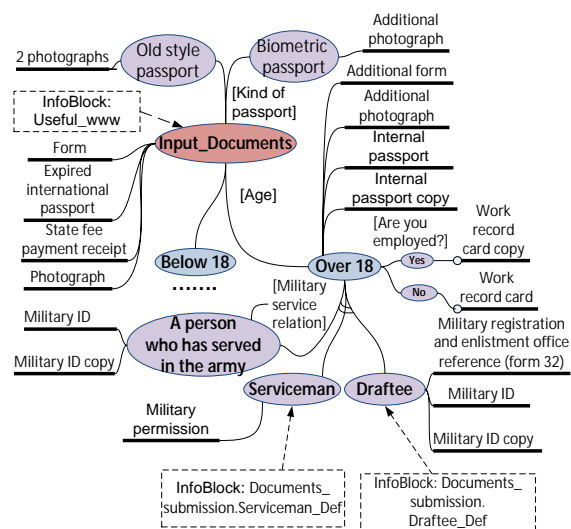 Additional
photograph
2 photographs
Old style
passport
Biometric
passport
Additional form
[Kind of
passport]
InfoBlock:
Useful_www
Additional
photograph
Input_Documents
Form
Internal
passport
Expired
international
passport
Internal
passport copy
[Age]
State fee
payment receipt
[Are you
employed?]
Work
record
card copy
Photograph
Below 18
.......
Over 18
Yes
No
Work
record card
[Military
service
relation]
Military ID
A person
who has served
in the army
Military ID copy
Military registration
and enlistment office
reference (form 32)
Serviceman
Draftee
Military ID
Military
permission
Military ID copy
InfoBlock: Documents_
submission.Serviceman_Def
InfoBlock: Documents_
submission.
Draftee_Def